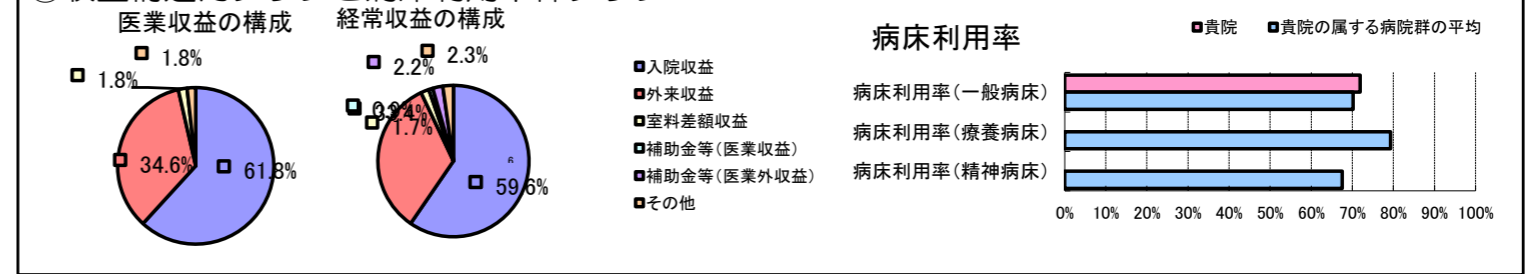 医業収益の構成
1.8%
1.8%
34.6%
61.8%
経常収益の構成
2.2%
2.3%
1.7%
59.6%
入院収益
外来収益
室料差額収益
補助金等(医業収益)
補助金等(医業外収益)
その他
病床利用率
貴院 貴院の属する病院群の平均
病床利用率(一般病床)
病床利用率(療養病床)
病床利用率(精神病床)
0% 10% 20% 30% 40% 50% 60% 70% 80% 90% 100%